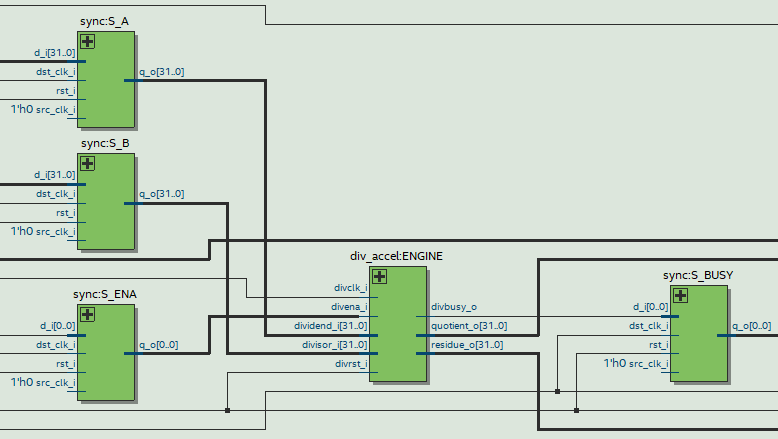 sync:S_A
d_i[31..0]
dst_clk_i
rst_i
1'h0 src_clk_i
q_o[31..0]
sync:S_B
d_i[31..0]
dst_clk_i
rst_i
1'h0 src_clk_i
q_o[31..0]
sync:S_ENA
d_i[0..0]
dst_clk_i
rst_i
1'h0 src_clk_i
q_o[0..0]
div_accel:ENGINE
divclk_i
divena_i
dividend_i[31..0]
divisor_i[31..0]
divrst_i
divbusy_o
quotient_o[31..0]
residue_o[31..0]
sync:S_BUSY
d_i[0..0]
dst_clk_i
rst_i
1'h0 src_clk_i
q_o[0..0]